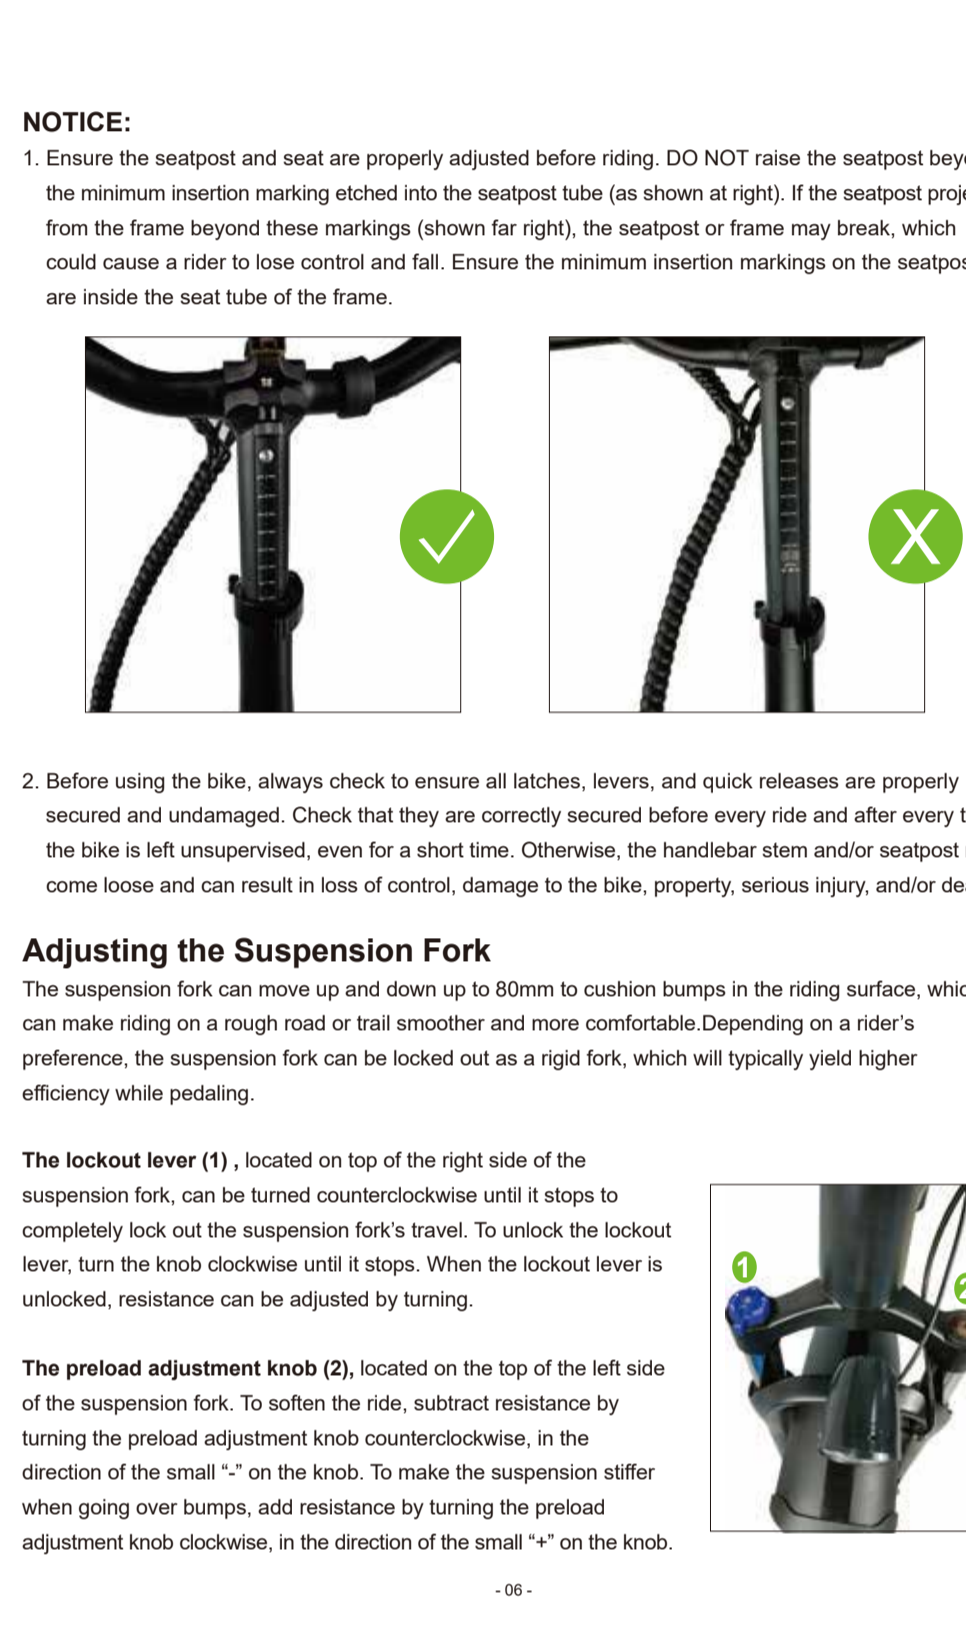 NOTICE:
1. Ensure the seatpost and seat are properly adjusted before riding. DO NOT raise the seatpost
the minimum insertion marking etched into the seatpost tube (as shown at right). If the seatpost
from the frame beyond these markings (shown far right), the seatpost or frame may break, which
could cause a rider to lose control and fall. Ensure the minimum insertion markings on the
are inside the seat tube of the frame.
X
2. Before using the bike, always check to ensure all latches, levers, and quick releases are properly
secured and undamaged. Check that they are correctly secured before every ride and after every
the bike is left unsupervised, even for a short time. Otherwise, the handlebar stem and/or seatpost
come loose and can result in loss of control, damage to the bike, property, serious injury, and/or
Adjusting the Suspension Fork
The suspension fork can move up and down up to 80mm to cushion bumps in the riding surface,
can make riding on a rough road or trail smoother and more comfortable.Depending on a rider’s
preference, the suspension fork can be locked out as a rigid fork, which will typically yield higher
efficiency while pedaling.
The lockout lever (1) , located on top of the right side of the
suspension fork, can be turned counterclockwise until it stops to
completely lock out the suspension fork’s travel. To unlock the lockout
lever, turn the knob clockwise until it stops. When the lockout lever is
unlocked, resistance can be adjusted by turning.
1
2
The preload adjustment knob (2), located on the top of the left side
of the suspension fork. To soften the ride, subtract resistance by
turning the preload adjustment knob counterclockwise, in the
direction of the small “-” on the knob. To make the suspension stiffer
when going over bumps, add resistance by turning the preload
adjustment knob clockwise, in the direction of the small “+” on the knob.
- 06 -